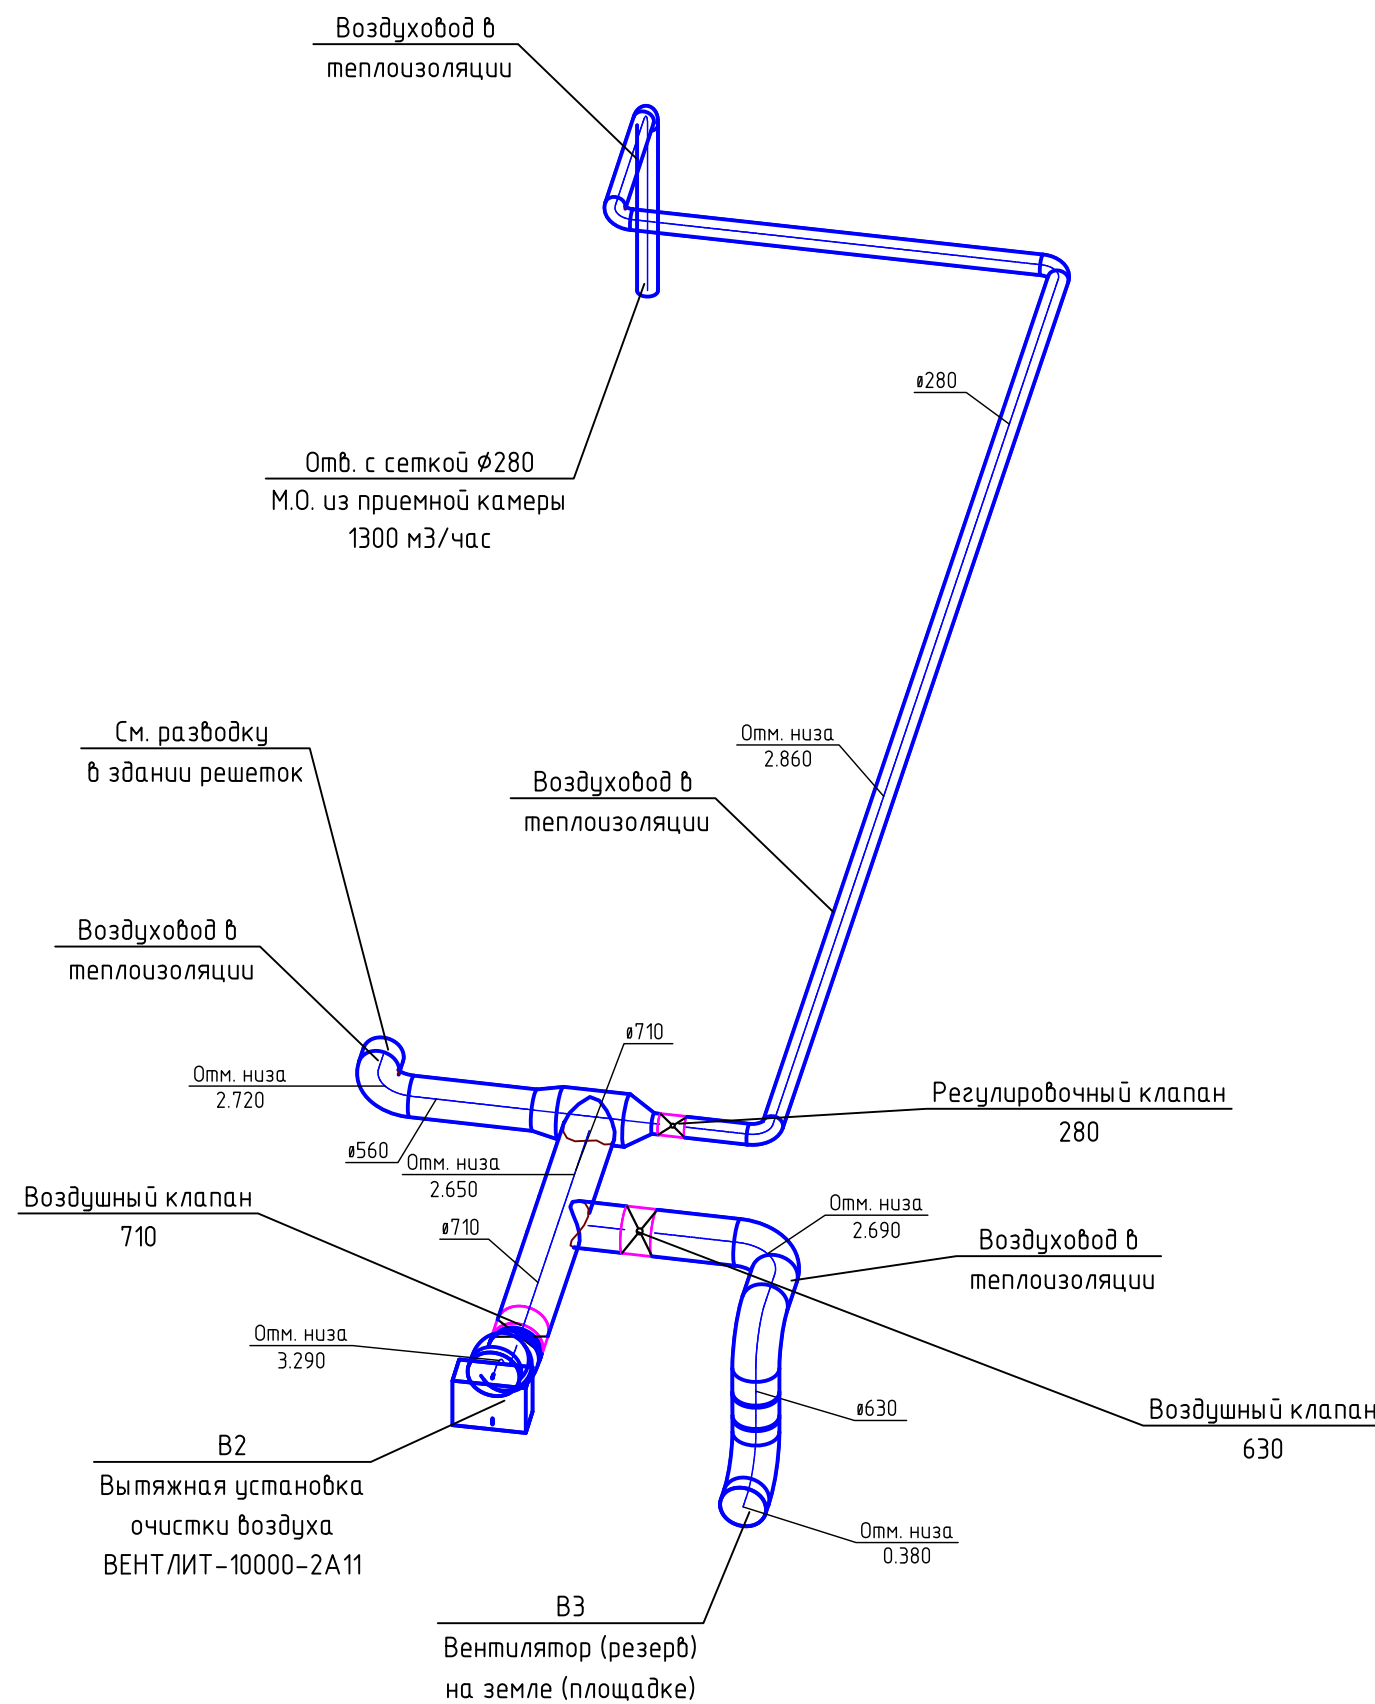 Воздуховод в
теплоизоляции
ø280
Отв. с сеткой Ø280
М.О. из приемной камеры
1300 м3/час
См. разводку
в здании решеток
Отм. низа
2.860
Воздуховод в
теплоизоляции
Воздуховод в
теплоизоляции
ø710
Отм. низа
2.720
Регулировочный клапан
280
ø560
Отм. низа
2.650
Воздушный клапан
710
ø710
Отм. низа
2.690
Воздуховод в
теплоизоляции
Отм. низа
3.290
ø630
Воздушный клапан
630
В2
Вытяжная установка
очистки воздуха
ВЕНТЛИТ-10000-2А11
Отм. низа
0.380
В3
Вентилятор (резерв)
на земле (площадке)